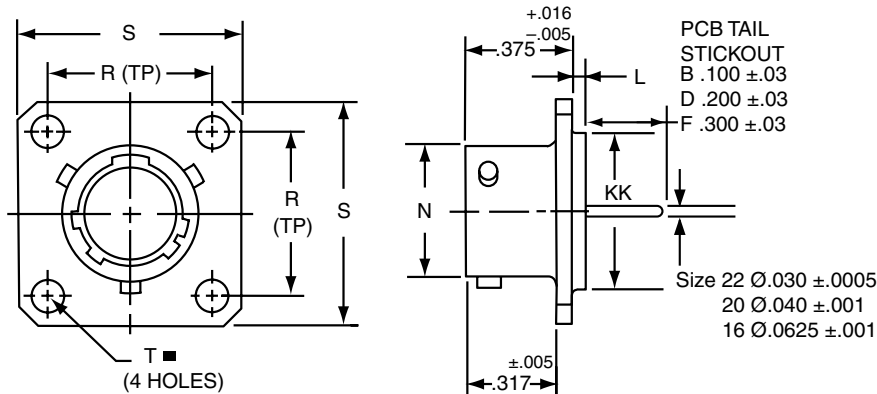 S
R (TP)
R
(TP)
S
T ■
(4 HOLES)
+.016
–.005
.375
L
PCB TAIL
STICKOUT
B .100 ±.03
D .200 ±.03
F .300 ±.03
N
KK
Size 22 Ø.030 ±.0005
20 Ø.040 ±.001
16 Ø.0625 ±.001
±.005
.317